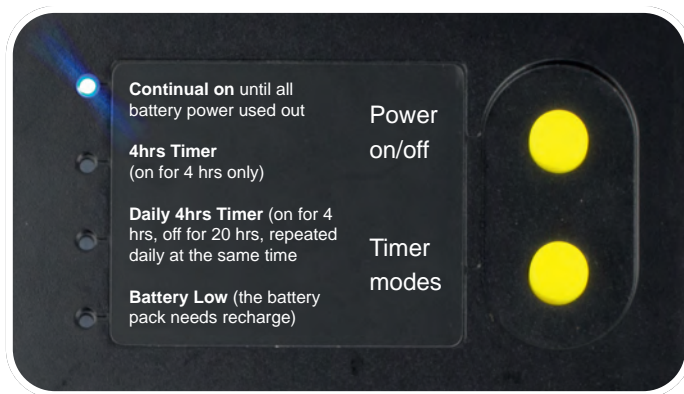 Continual on until all
battery power used out
4hrs Timer
(on for 4 hrs only)
Daily 4hrs Timer (on for 4
hrs, off for 20 hrs, repeated
daily at the same time
Battery Low (the battery
pack needs recharge)
Power
on/off
Timer
modes